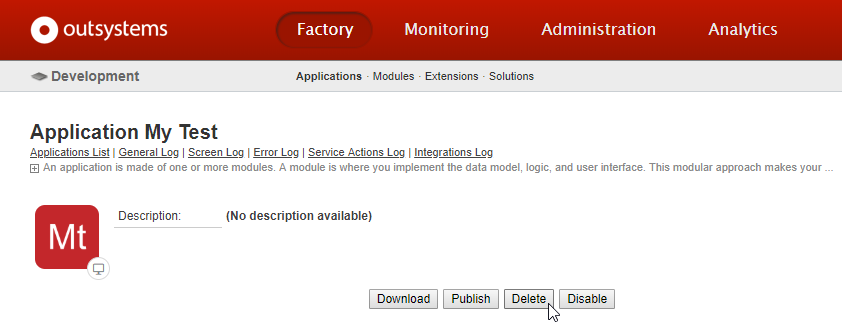 outsystems Factory Monitoring Administration Analytics
Development Applications · Modules · Extensions · Solutions
Application My Test
Applications List | General Log | Screen Log | Error Log | Service Actions Log | Integrations Log
An application is made of one or more modules. A module is where you implement the data model, logic, and user interface. This modular approach makes your ...
Mt
Description: (No description available)
Download Publish Delete Disable